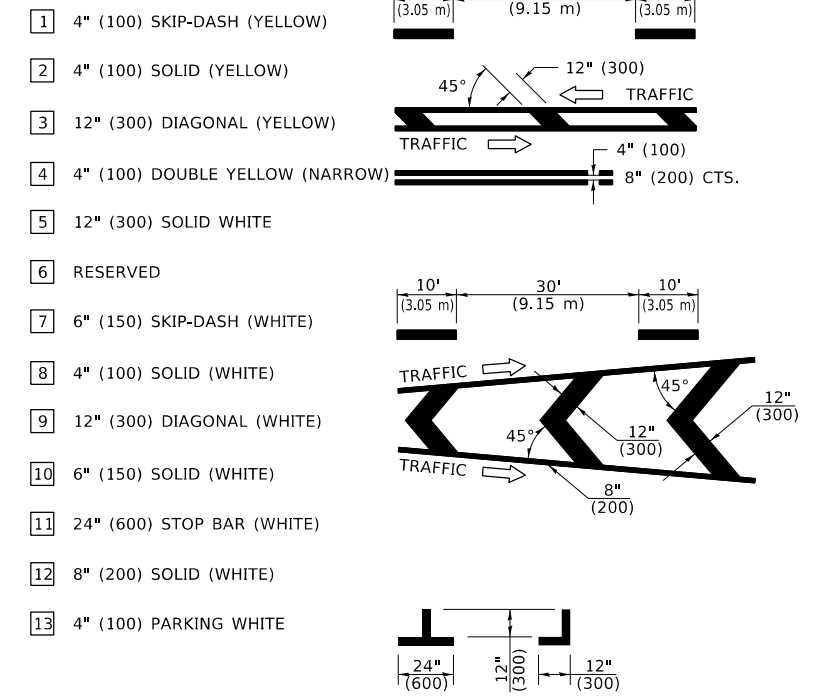 (3.05 m) (9.15 m) (3.05 m)
1 4" (100) SKIP-DASH (YELLOW)
2 4" (100) SOLID (YELLOW)
12" (300)
45°
TRAFFIC
3 12" (300) DIAGONAL (YELLOW)
TRAFFIC
4" (100)
4 4" (100) DOUBLE YELLOW (NARROW)
8" (200) CTS.
5 12" (300) SOLID WHITE
6 RESERVED
10' 30' 10'
(3.05 m) (9.15 m) (3.05 m)
7 6" (150) SKIP-DASH (WHITE)
8 4" (100) SOLID (WHITE)
TRAFFIC
45°
12"
(300)
9 12" (300) DIAGONAL (WHITE)
45°
12"
(300)
10 6" (150) SOLID (WHITE)
TRAFFIC
8"
(200)
11 24" (600) STOP BAR (WHITE)
12 8" (200) SOLID (WHITE)
13 4" (100) PARKING WHITE
24"
(600)
12"
(300)
12"
(300)